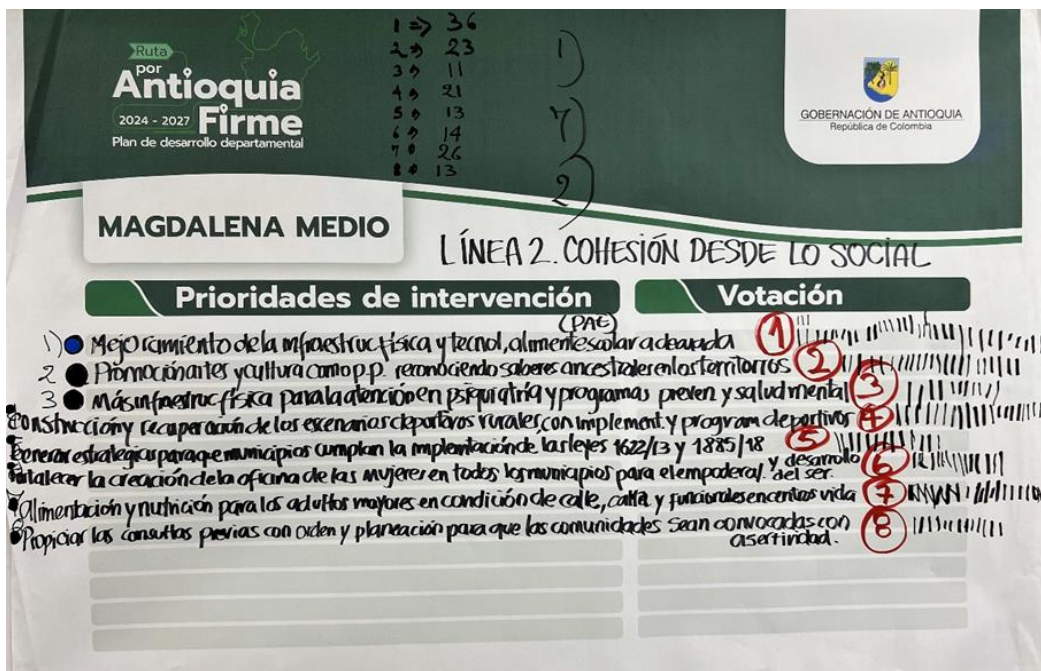 Ruta
por
Antioquia
2024 - 2027 Firme
Plan de desarrollo departamental
1 => 36
2 => 23
3 => 11
4 => 21
5 => 13
6 => 14
7 => 26
8 => 13
1)
7)
2)
GOBERNACIÓN DE ANTIOQUIA
República de Colombia
MAGDALENA MEDIO
LÍNEA 2. COHESIÓN DESDE LO SOCIAL
Prioridades de intervención
Votación
(PAE)
1) Mejoramiento de la infraestruc física y tecnol, aliment escolar adecuada 1
2 Promoción artes y cultura como p.p. reconociendo saberes ancestrales en los territorios 2
3 Más infraestruc física para la atención en psiquiatría y programas preven y salud mental 3
Construcción y recuperación de los escenarios deportivos rurales, con implement. y program deportivos 4
Generar estrategias para que municipios cumplan la implentación de las leyes 1622/13 y 1885/18 5
Fortalecer la creación de la oficina de las mujeres en todos los municipios para el empoderal. y desarrollo del ser. 6
7 alimentación y nutrición para los adultos mayores en condición de calle, y funcionales en centros vida 7
Propiciar las consultas previas con orden y planeación para que las comunidades sean convocadas con
asertividad. 8